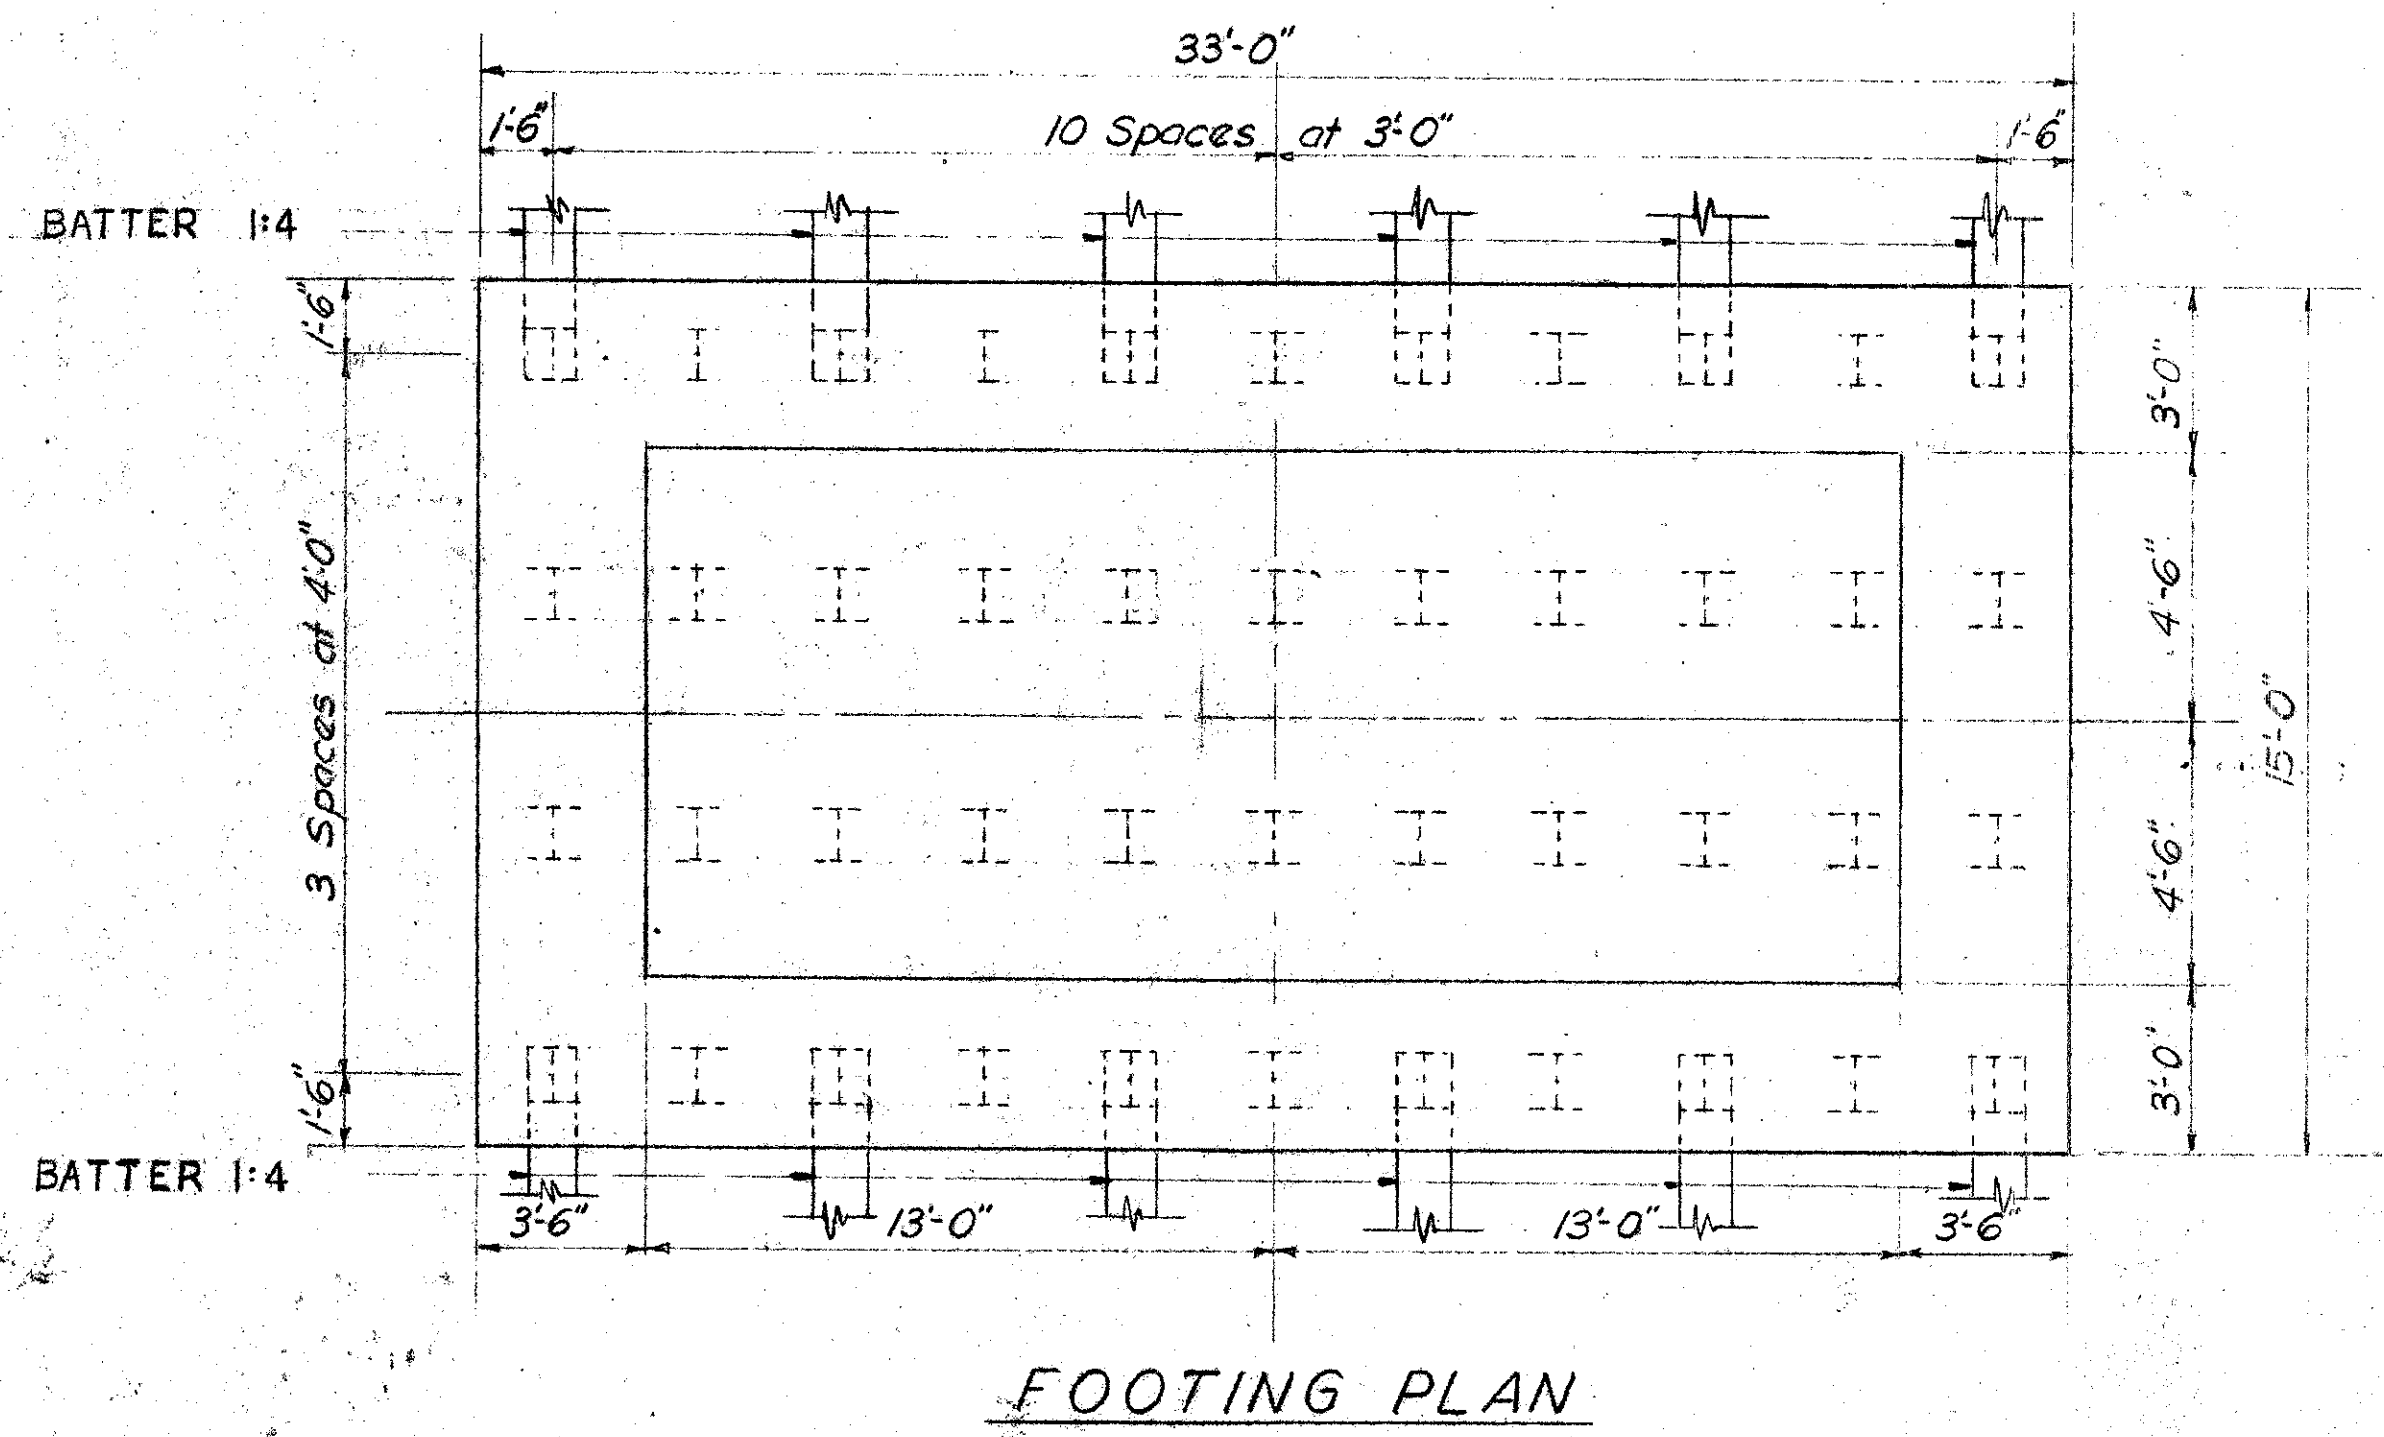 33'-0"
1'-6"
10 Spaces at 3'-0"
1'-6"
BATTER 1:4
1'-6"
3 Spaces at 4'-0"
1'-6"
3'-0"
4'-6"
4'-6"
3'-0"
15'-0"
BATTER 1:4
3'-6"
13'-0"
13'-0"
3'-6"
FOOTING PLAN